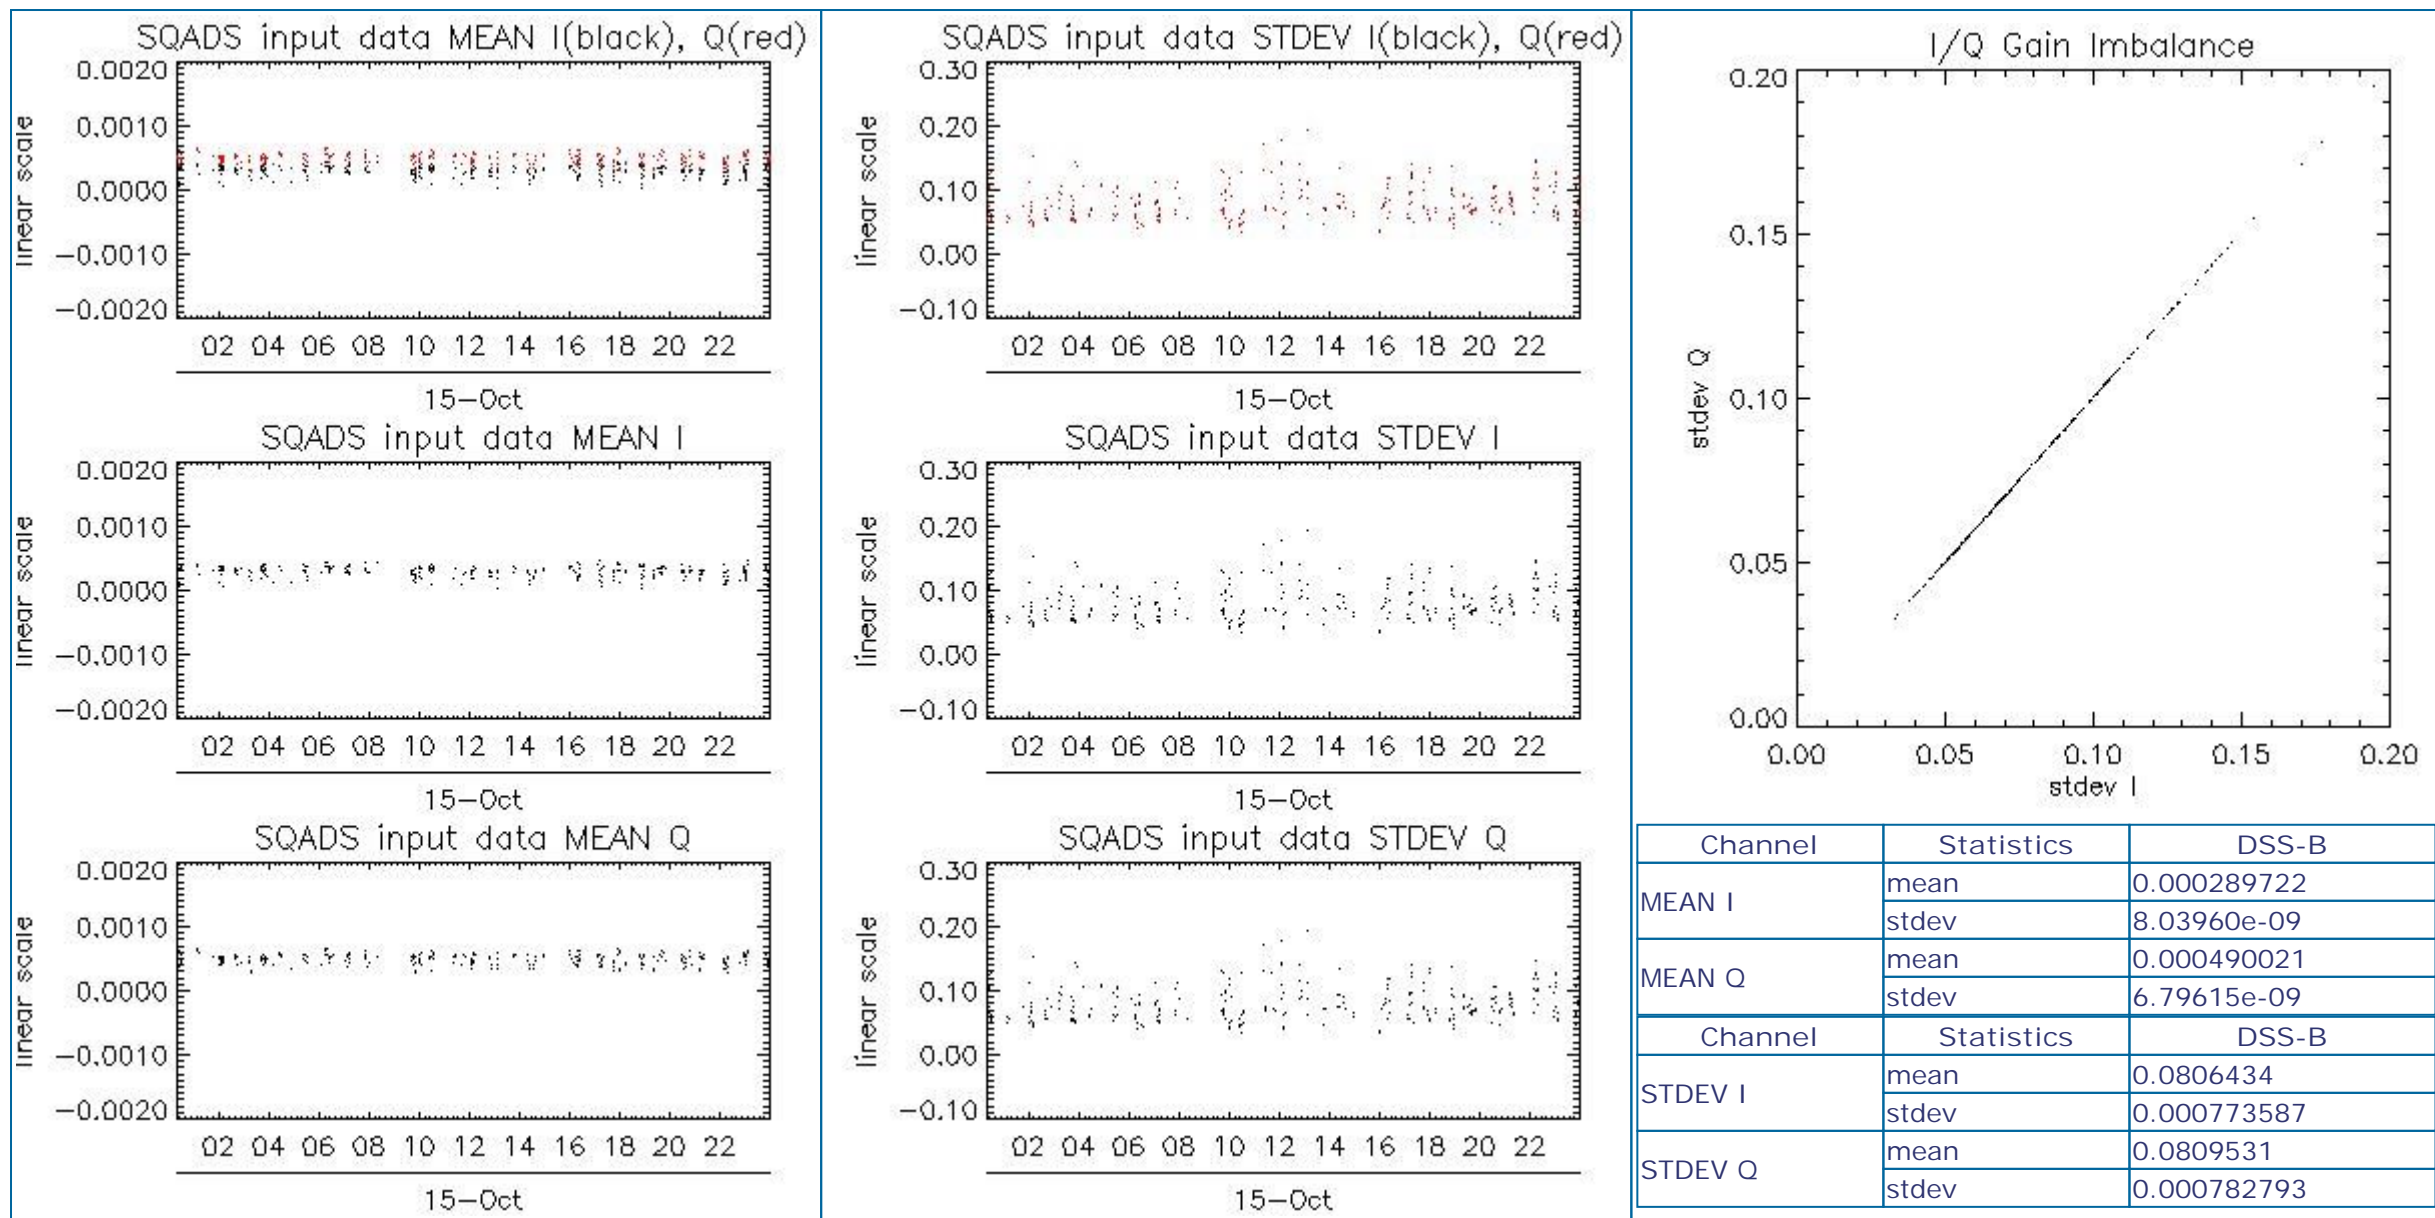 SQADS input data MEAN I(black), Q(red)
linear scale
0.0020
0.0010
0.0000
−0.0010
−0.0020
02 04 06 08 10 12 14 16 18 20 22
15−Oct
SQADS input data MEAN I
linear scale
0.0020
0.0010
0.0000
−0.0010
−0.0020
02 04 06 08 10 12 14 16 18 20 22
15−Oct
SQADS input data MEAN Q
linear scale
0.0020
0.0010
0.0000
−0.0010
−0.0020
02 04 06 08 10 12 14 16 18 20 22
15−Oct
SQADS input data STDEV I(black), Q(red)
linear scale
0.30
0.20
0.10
0.00
−0.10
02 04 06 08 10 12 14 16 18 20 22
15−Oct
SQADS input data STDEV I
linear scale
0.30
0.20
0.10
0.00
−0.10
02 04 06 08 10 12 14 16 18 20 22
15−Oct
SQADS input data STDEV Q
linear scale
0.30
0.20
0.10
0.00
−0.10
02 04 06 08 10 12 14 16 18 20 22
15−Oct
I/Q Gain Imbalance
stdev Q
0.20
0.15
0.10
0.05
0.00
0.00 0.05 0.10 0.15 0.20
stdev I
Channel Statistics DSS-B
MEAN I mean 0.000289722
stdev 8.03960e-09
MEAN Q mean 0.000490021
stdev 6.79615e-09
Channel Statistics DSS-B
STDEV I mean 0.0806434
stdev 0.000773587
STDEV Q mean 0.0809531
stdev 0.000782793